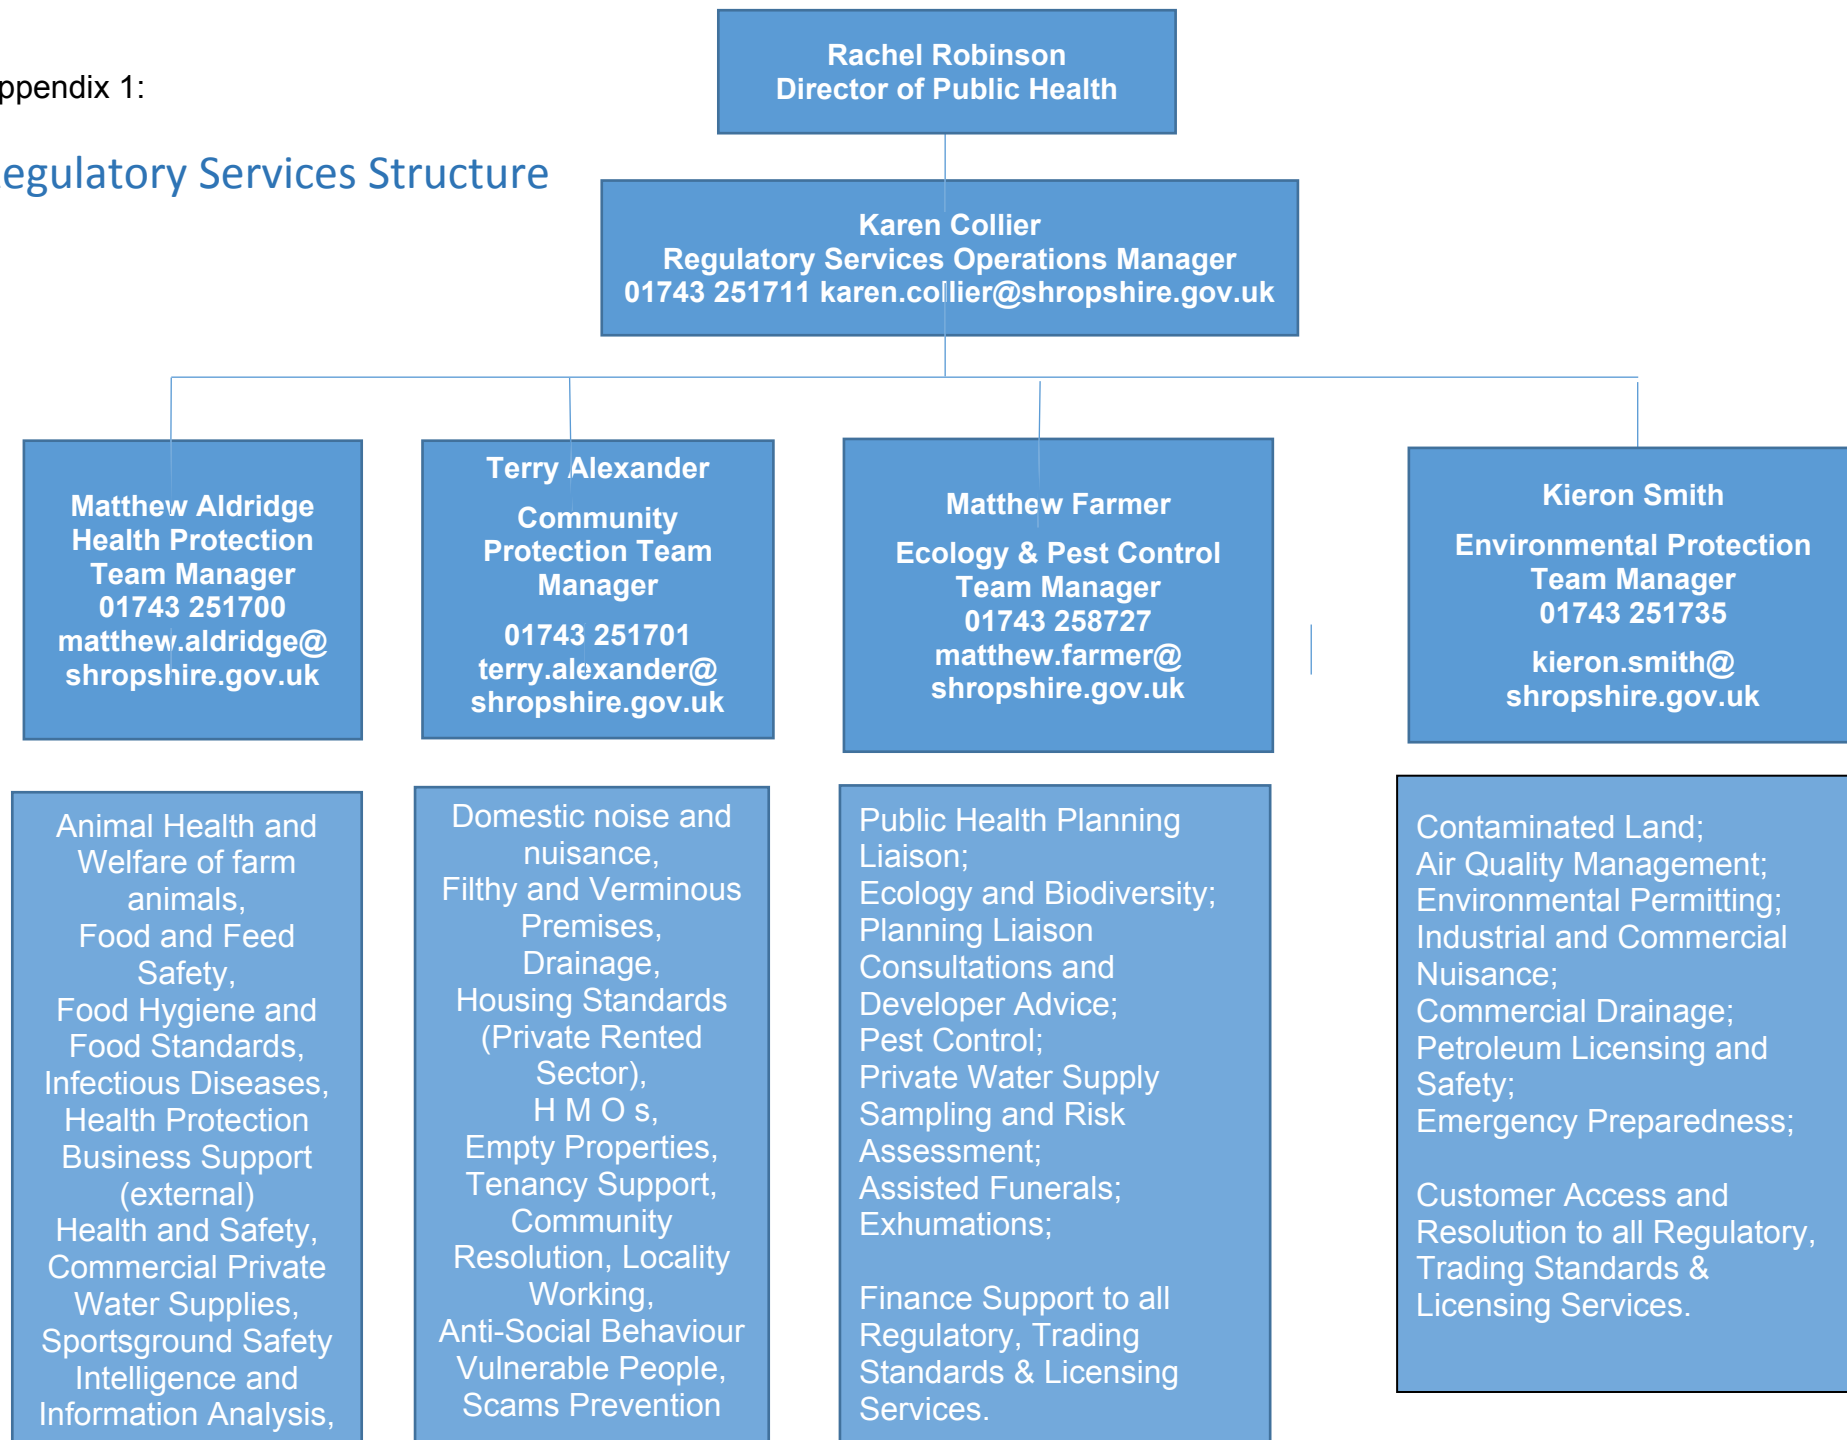 ppendix 1:
egulatory Services Structure
Rachel Robinson
Director of Public Health
Karen Collier
Regulatory Services Operations Manager
01743 251711 karen.collier@shropshire.gov.uk
Matthew Aldridge
Health Protection
Team Manager
01743 251700
matthew.aldridge@
shropshire.gov.uk
Terry Alexander
Community
Protection Team
Manager
01743 251701
terry.alexander@
shropshire.gov.uk
Matthew Farmer
Ecology & Pest Control
Team Manager
01743 258727
matthew.farmer@
shropshire.gov.uk
Kieron Smith
Environmental Protection
Team Manager
01743 251735
kieron.smith@
shropshire.gov.uk
Animal Health and
Welfare of farm
animals,
Food and Feed
Safety,
Food Hygiene and
Food Standards,
Infectious Diseases,
Health Protection
Business Support
(external)
Health and Safety,
Commercial Private
Water Supplies,
Sportsground Safety
Intelligence and
Information Analysis,
Domestic noise and
nuisance,
Filthy and Verminous
Premises,
Drainage,
Housing Standards
(Private Rented
Sector),
H M O s,
Empty Properties,
Tenancy Support,
Community
Resolution, Locality
Working,
Anti-Social Behaviour
Vulnerable People,
Scams Prevention
Public Health Planning
Liaison;
Ecology and Biodiversity;
Planning Liaison
Consultations and
Developer Advice;
Pest Control;
Private Water Supply
Sampling and Risk
Assessment;
Assisted Funerals;
Exhumations;
Finance Support to all
Regulatory, Trading
Standards & Licensing
Services.
Contaminated Land;
Air Quality Management;
Environmental Permitting;
Industrial and Commercial
Nuisance;
Commercial Drainage;
Petroleum Licensing and
Safety;
Emergency Preparedness;
Customer Access and
Resolution to all Regulatory,
Trading Standards &
Licensing Services.